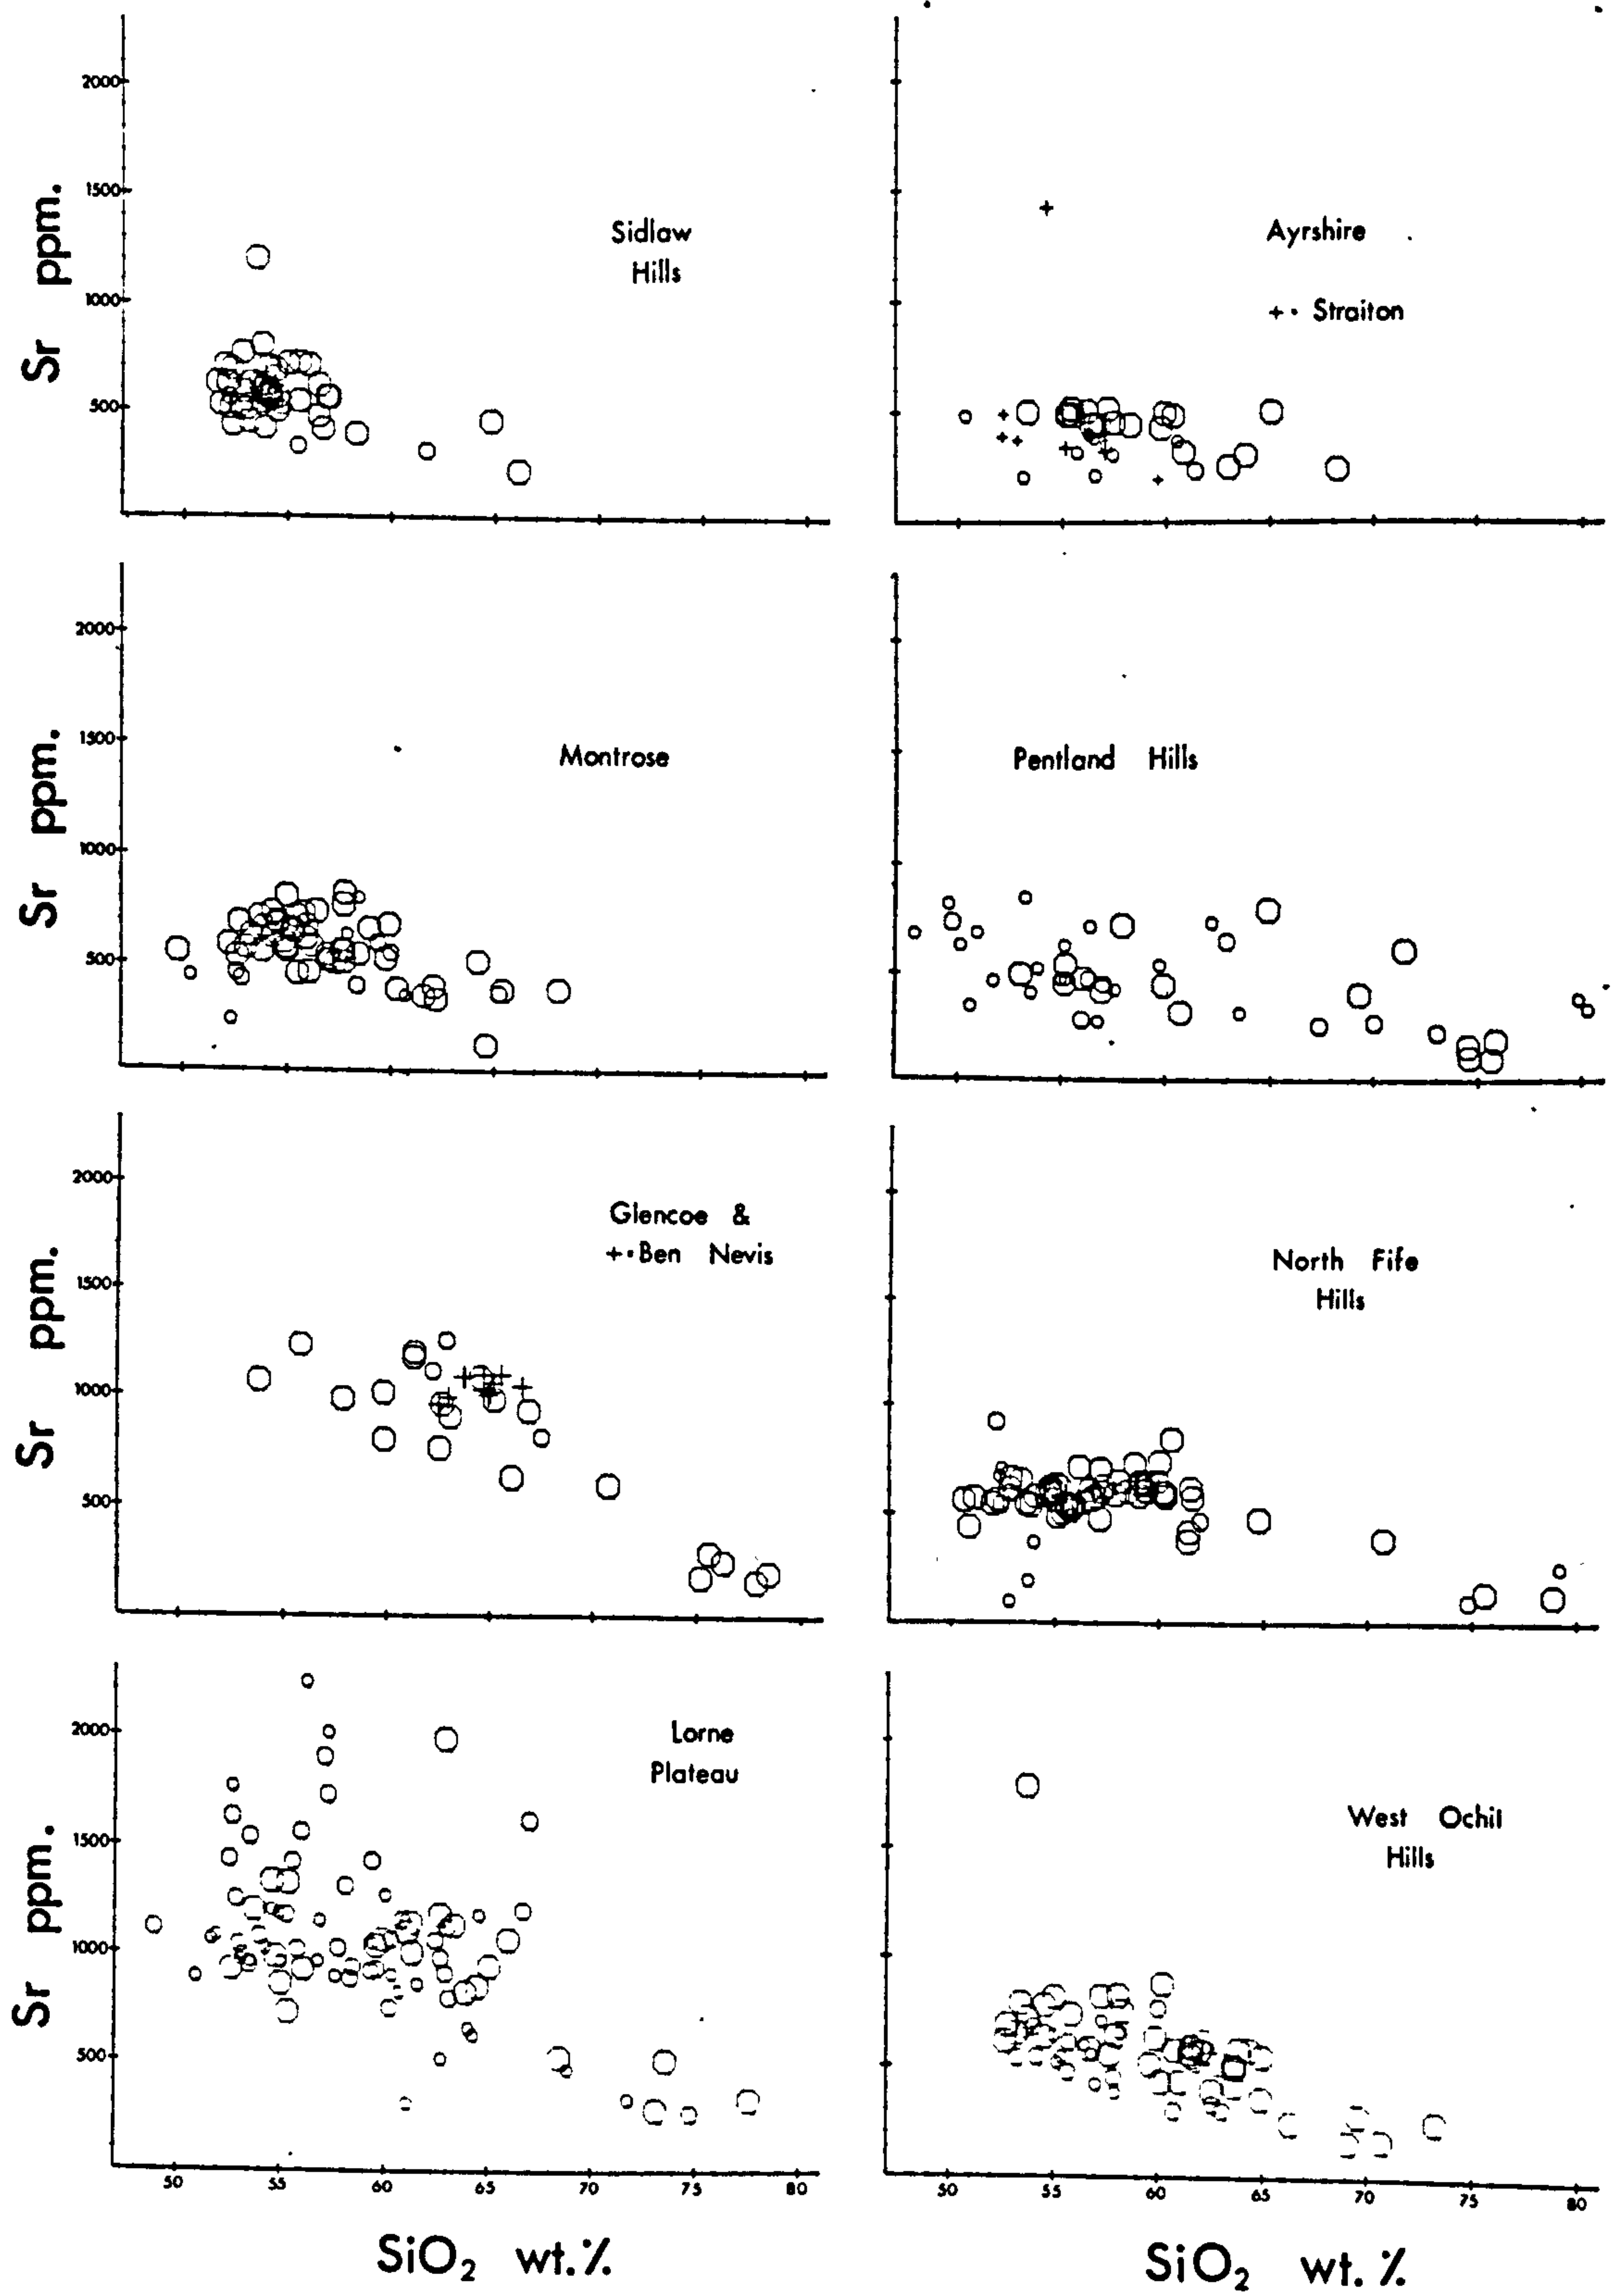 2000
1500
1000
500
Sr ppm.
Sidlaw
Hills
Ayrshire
+· Straiton
2000
1500
1000
500
Sr ppm.
Montrose
Pentland Hills
2000
1500
1000
500
Sr ppm.
Glencoe &
+·Ben Nevis
North Fife
Hills
2000
1500
1000
500
Sr ppm.
Lorne
Plateau
West Ochil
Hills
50 55 60 65 70 75 80
50 55 60 65 70 75 80
SiO₂ wt.%
SiO₂ wt.%